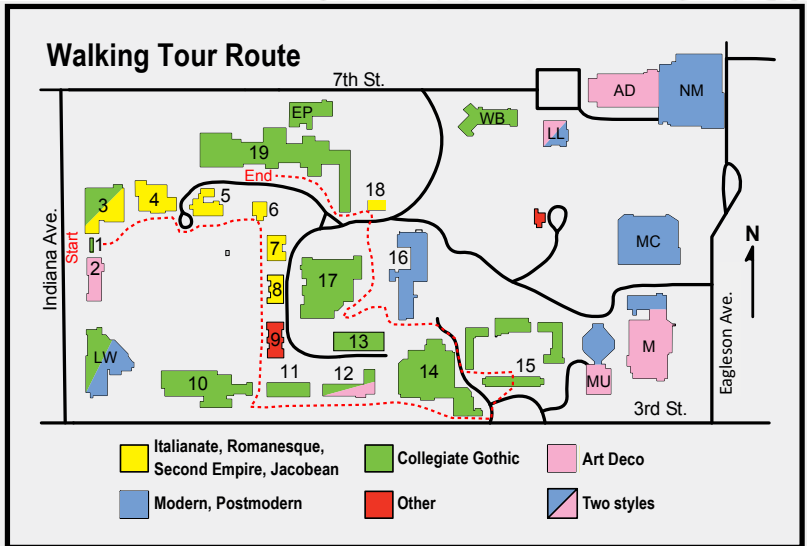 Walking Tour Route
7th St.
AD
NM
EP
WB
LL
19
End
18
3
4
5
6
Start
1
2
7
8
9
17
16
MC
N
Indiana Ave.
Eagleson Ave.
13
LW
10
11
12
14
15
MU
M
3rd St.
Italianate, Romanesque,
Second Empire, Jacobean
Collegiate Gothic
Art Deco
Modern, Postmodern
Other
Two styles